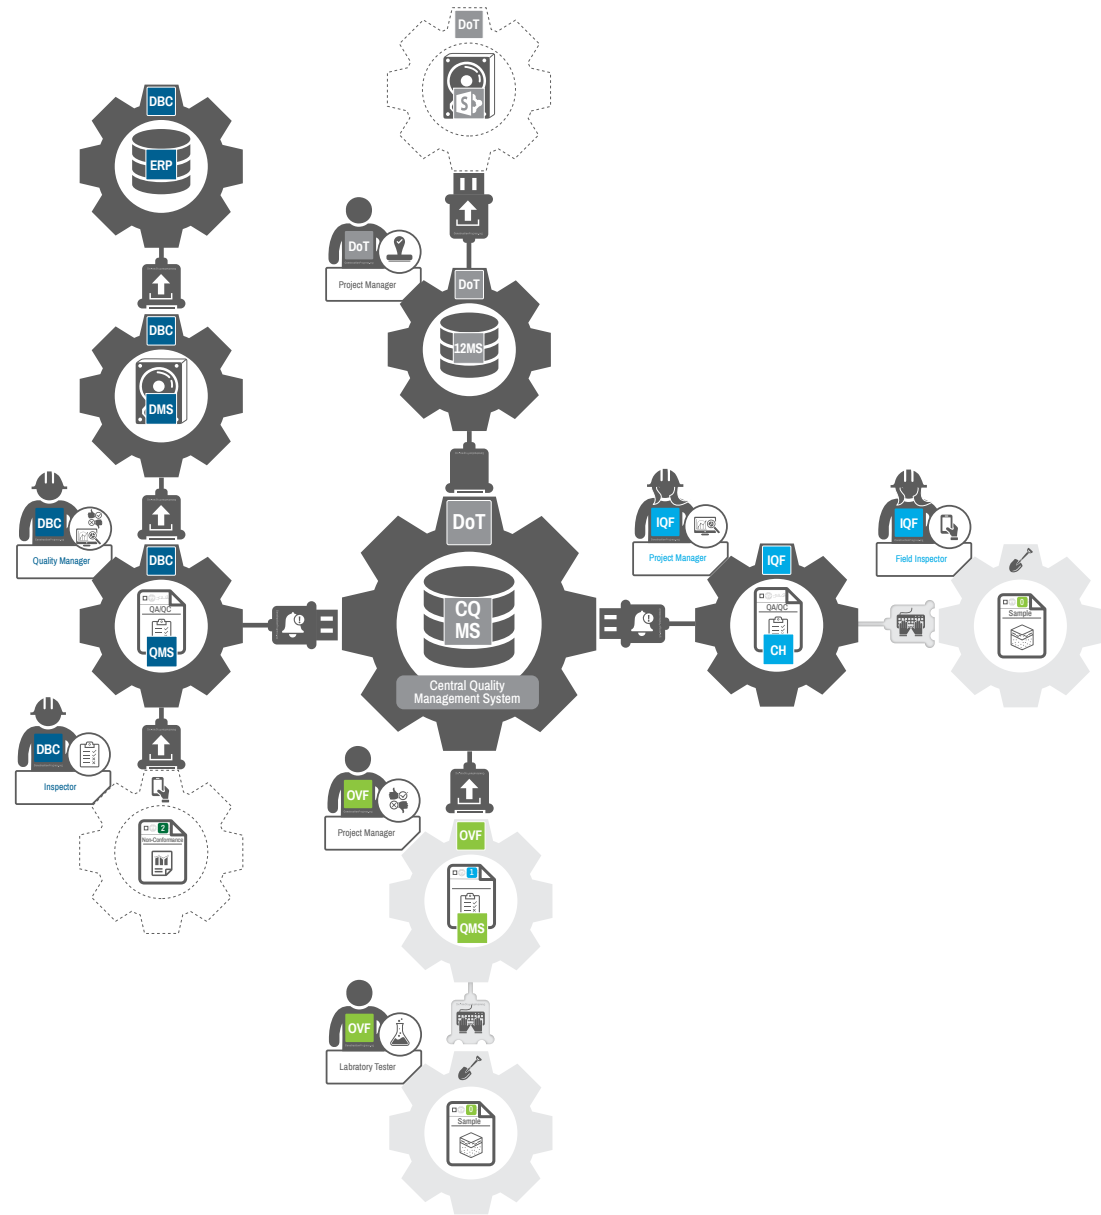 DoT
S
DBC
ERP
DoT
Project Manager
DoT
12MS
DBC
DMS
DBC
Quality Manager
DBC
QA/QC
QMS
DoT
CQ
MS
Central Quality
Management System
IQF
Project Manager
IQF
QA/QC
CH
IQF
Field Inspector
0
Sample
DBC
Inspector
2
Non-Conformance
OVF
Project Manager
OVF
1
QMS
OVF
Labratory Tester
0
Sample